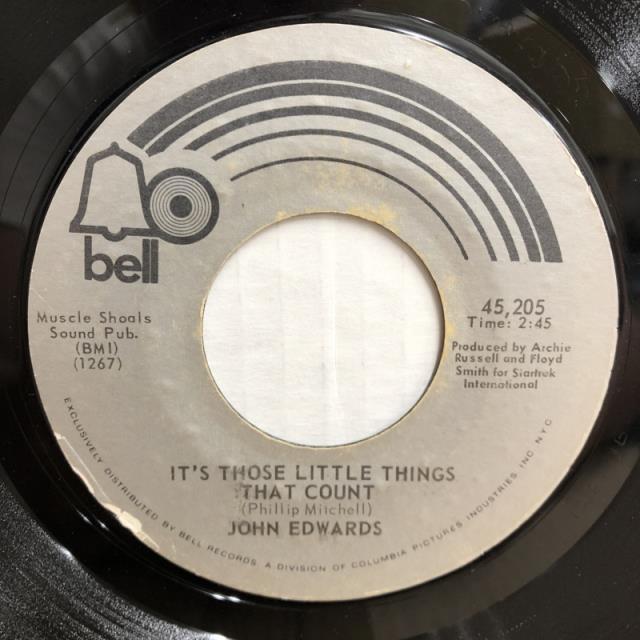 bell
Muscle Shoals
Sound Pub.
(BMI)
(1267)
45,205
Time: 2:45
Produced by Archie
Russell and Floyd
Smith for Startrek
International
IT'S THOSE LITTLE THINGS
THAT COUNT
(Phillip Mitchell)
JOHN EDWARDS
EXCLUSIVELY DISTRIBUTED BY BELL RECORDS A DIVISION OF COLUMBIA PICTURES INDUSTRIES INC NYC